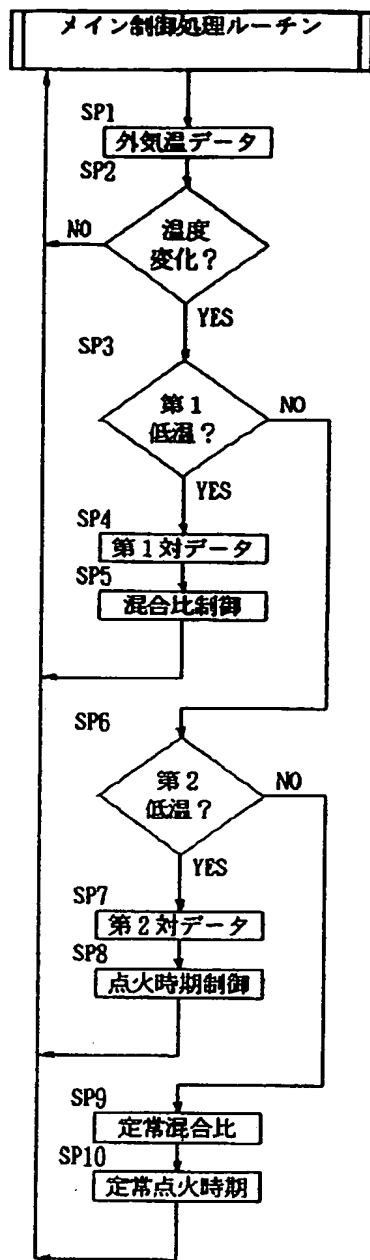 メイン制御処理ルーチン
SP1
外気温データ
SP2
温度
変化?
NO
YES
SP3
第1
低温?
NO
YES
SP4
第1対データ
SP5
混合比制御
SP6
第2
低温?
NO
YES
SP7
第2対データ
SP8
点火時期制御
SP9
定常混合比
SP10
定常点火時期